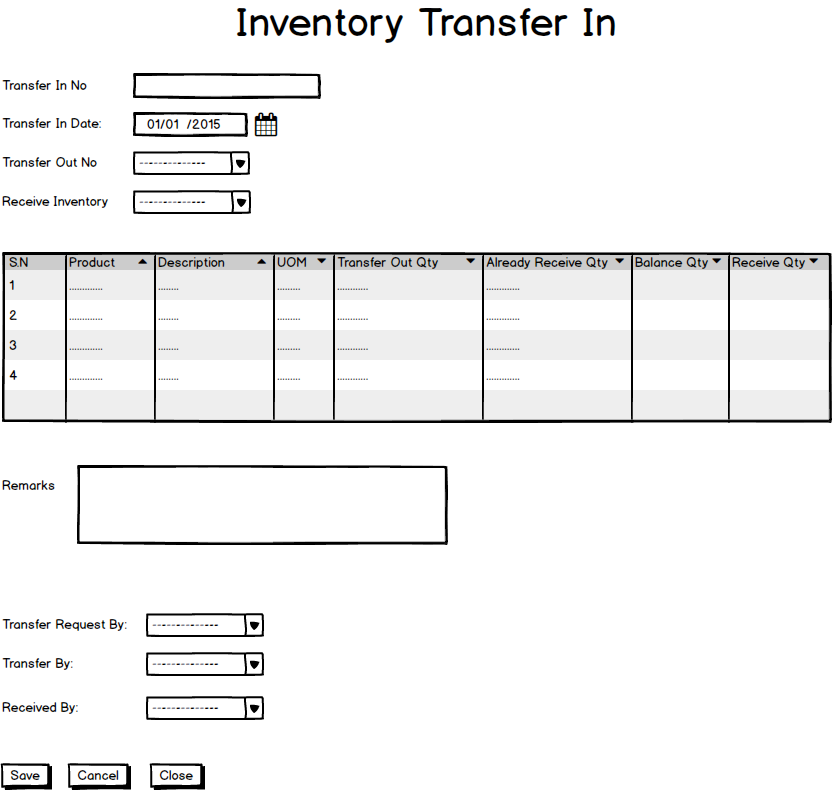 Inventory Transfer In
Transfer In No
Transfer In Date: 01/01 /2015
Transfer Out No --------------
Receive Inventory --------------
S.N Product Description UOM Transfer Out Qty Already Receive Qty Balance Qty Receive Qty
1 ............. ........ ......... ............ .............
2 ............. ........ ......... ............ .............
3 ............. ........ ......... ............ .............
4 ............. ........ ......... ............ .............
Remarks
Transfer Request By: --------------
Transfer By: --------------
Received By: --------------
Save Cancel Close